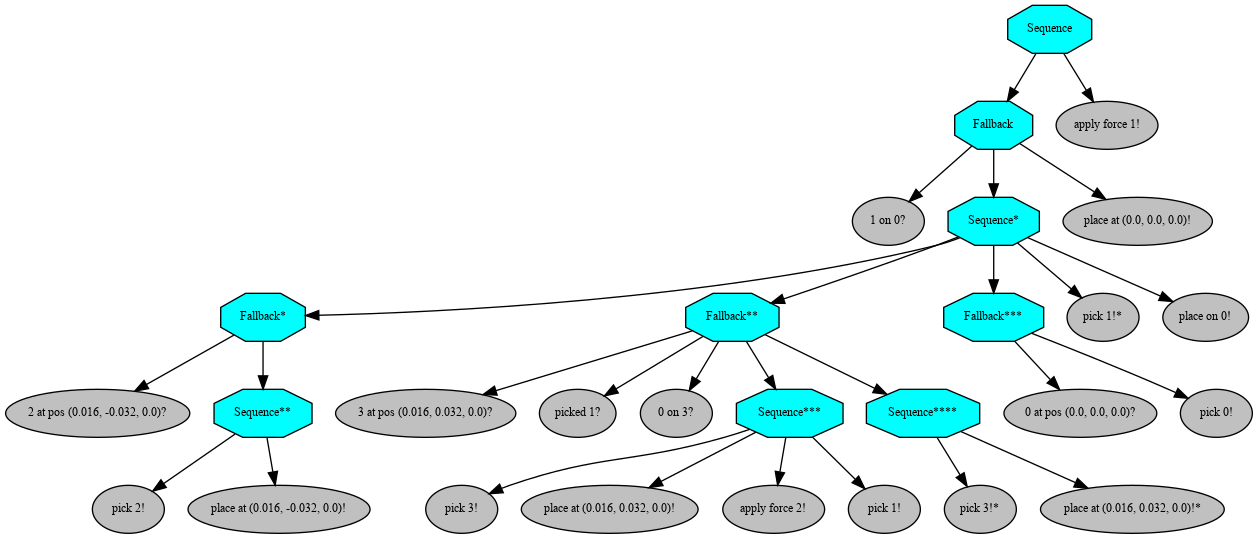 Sequence
Fallback
apply force 1!
1 on 0?
Sequence*
place at (0.0, 0.0, 0.0)!
Fallback*
Fallback**
Fallback***
pick 1!*
place on 0!
2 at pos (0.016, -0.032, 0.0)?
Sequence**
3 at pos (0.016, 0.032, 0.0)?
picked 1?
0 on 3?
Sequence***
Sequence****
0 at pos (0.0, 0.0, 0.0)?
pick 0!
pick 2!
place at (0.016, -0.032, 0.0)!
pick 3!
place at (0.016, 0.032, 0.0)!
apply force 2!
pick 1!
pick 3!*
place at (0.016, 0.032, 0.0)!*